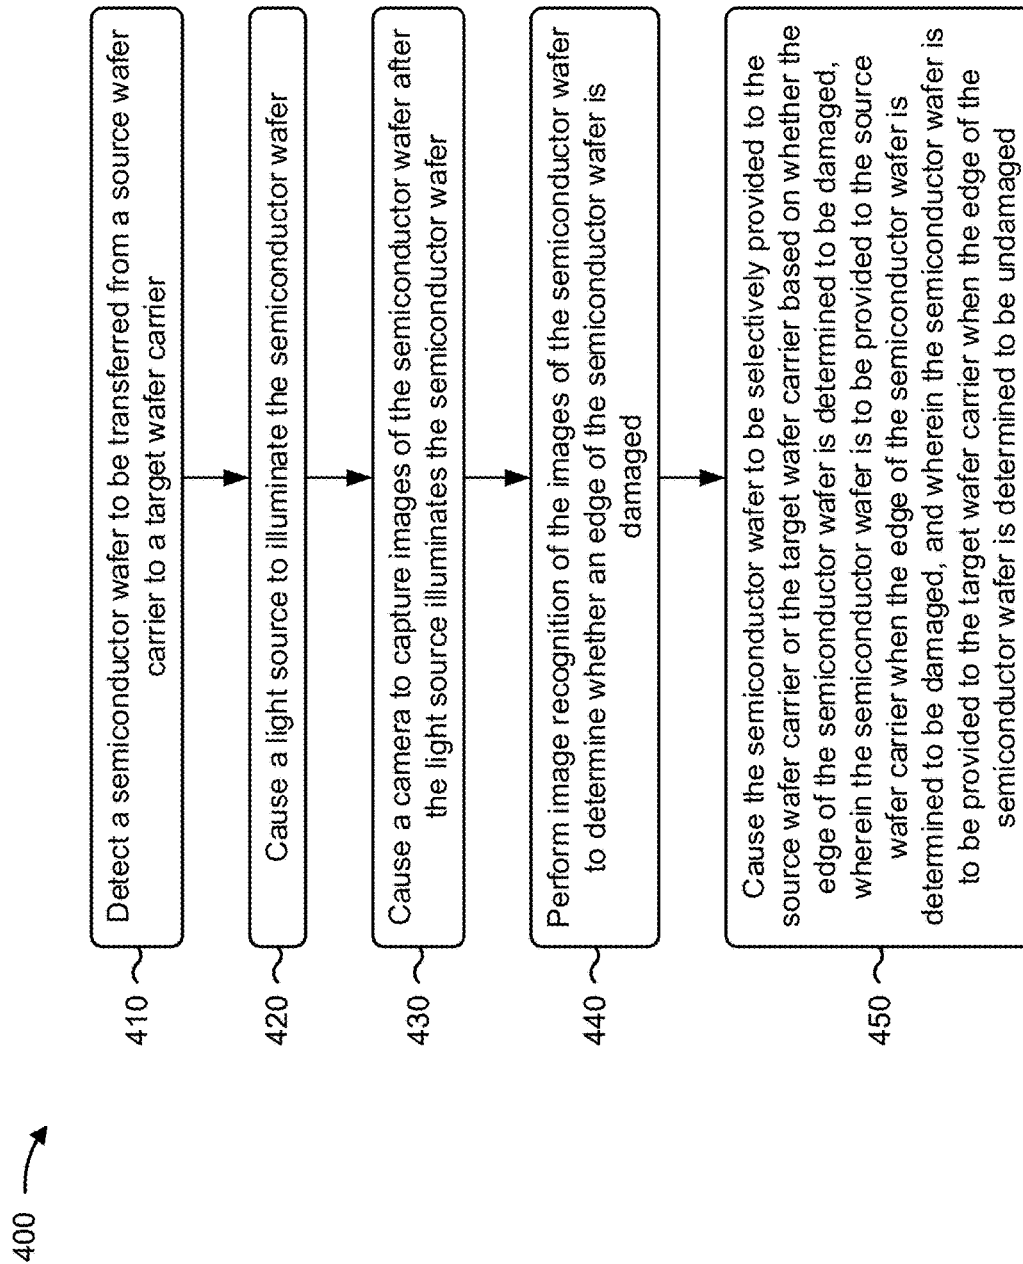 400
410
Detect a semiconductor wafer to be transferred from a source wafer
carrier to a target wafer carrier
420
Cause a light source to illuminate the semiconductor wafer
430
Cause a camera to capture images of the semiconductor wafer after
the light source illuminates the semiconductor wafer
440
Perform image recognition of the images of the semiconductor wafer
to determine whether an edge of the semiconductor wafer is
damaged
450
Cause the semiconductor wafer to be selectively provided to the
source wafer carrier or the target wafer carrier based on whether the
edge of the semiconductor wafer is determined to be damaged,
wherein the semiconductor wafer is to be provided to the source
wafer carrier when the edge of the semiconductor wafer is
determined to be damaged, and wherein the semiconductor wafer is
to be provided to the target wafer carrier when the edge of the
semiconductor wafer is determined to be undamaged